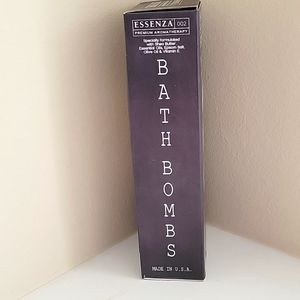 ESSENZA 002
PREMIUM AROMATHERAPY
Specially formulated
with Shea Butter,
Essential Oils, Epsom Salt,
Olive Oil & Vitamin E.
BATH BOMBS
MADE IN U.S.A.